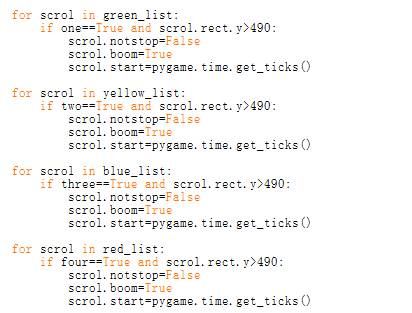 for scrol in green_list:
    if one==True and scrol.rect.y>490:
        scrol.notstop=False
        scrol.boom=True
        scrol.start=pygame.time.get_ticks()

for scrol in yellow_list:
    if two==True and scrol.rect.y>490:
        scrol.notstop=False
        scrol.boom=True
        scrol.start=pygame.time.get_ticks()

for scrol in blue_list:
    if three==True and scrol.rect.y>490:
        scrol.notstop=False
        scrol.boom=True
        scrol.start=pygame.time.get_ticks()

for scrol in red_list:
    if four==True and scrol.rect.y>490:
        scrol.notstop=False
        scrol.boom=True
        scrol.start=pygame.time.get_ticks()